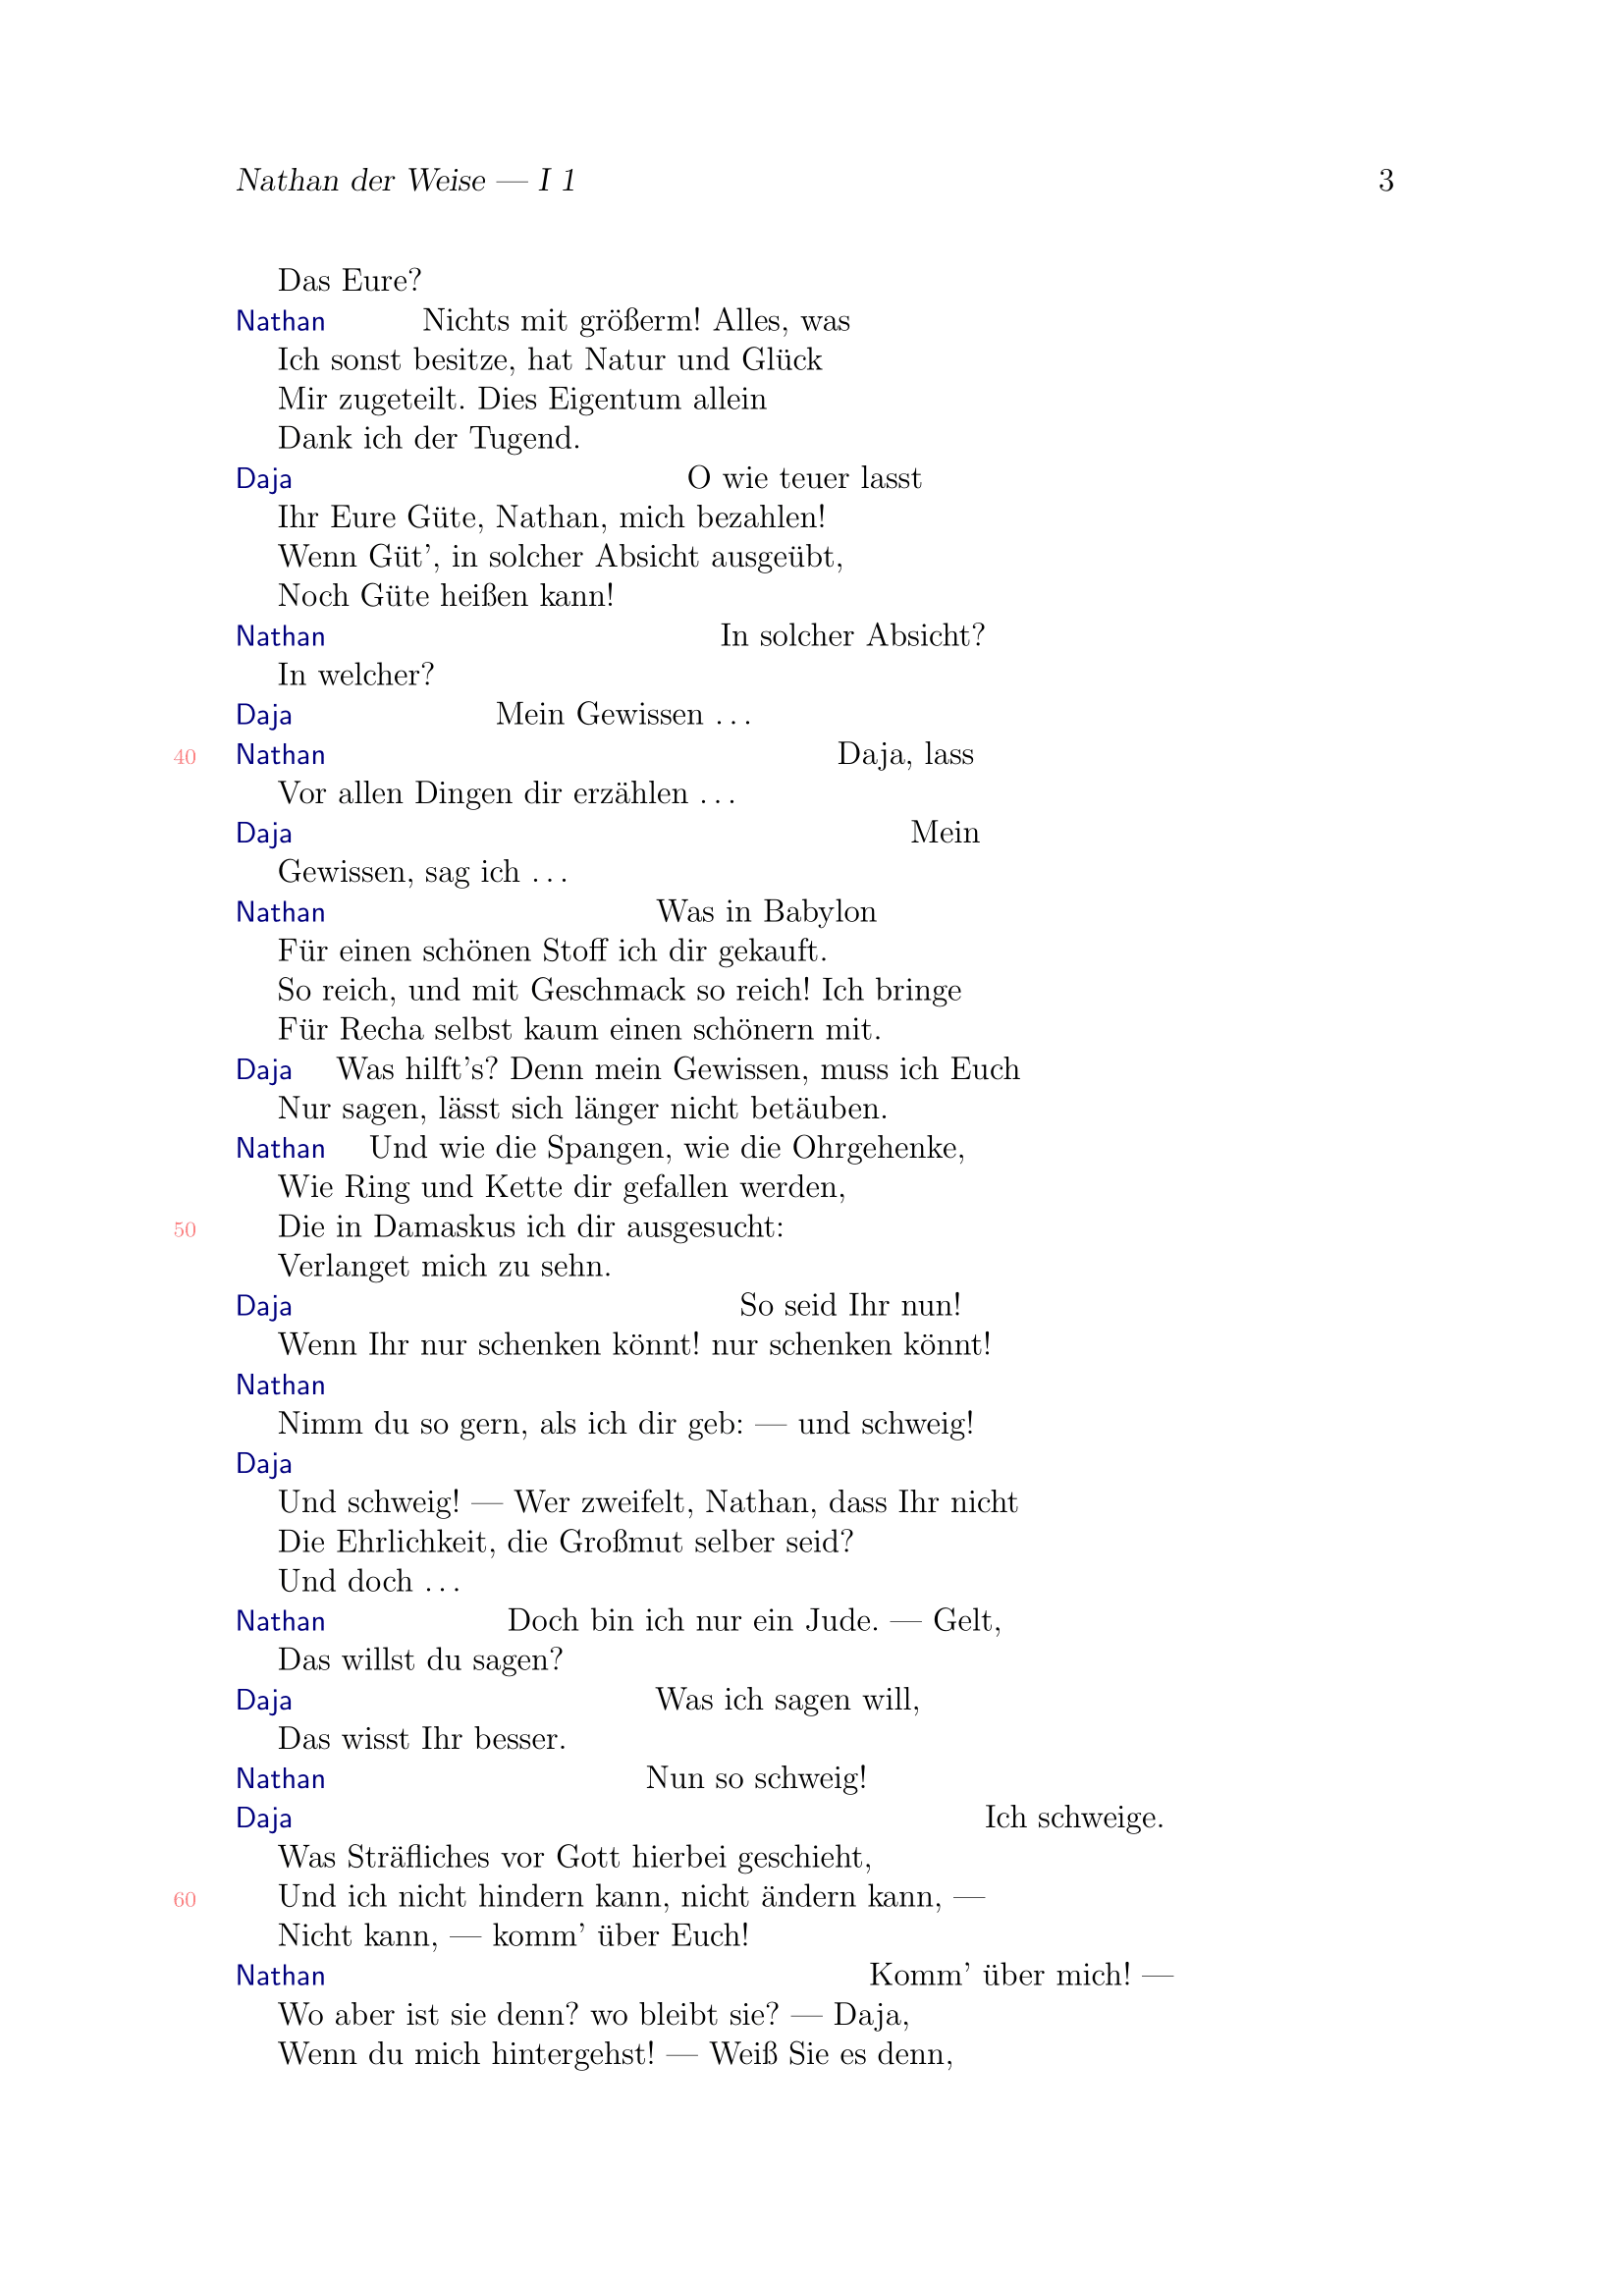 Nathan der Weise — I 1 3
Das Eure?
Nathan Nichts mit größerm! Alles, was
Ich sonst besitze, hat Natur und Glück
Mir zugeteilt. Dies Eigentum allein
Dank ich der Tugend.
Daja O wie teuer lasst
Ihr Eure Güte, Nathan, mich bezahlen!
Wenn Güt’, in solcher Absicht ausgeübt,
Noch Güte heißen kann!
Nathan In solcher Absicht?
In welcher?
Daja Mein Gewissen . . .
40 Nathan Daja, lass
Vor allen Dingen dir erzählen . . .
Daja Mein
Gewissen, sag ich . . .
Nathan Was in Babylon
Für einen schönen Stoff ich dir gekauft.
So reich, und mit Geschmack so reich! Ich bringe
Für Recha selbst kaum einen schönern mit.
Daja Was hilft’s? Denn mein Gewissen, muss ich Euch
Nur sagen, lässt sich länger nicht betäuben.
Nathan Und wie die Spangen, wie die Ohrgehenke,
Wie Ring und Kette dir gefallen werden,
50 Die in Damaskus ich dir ausgesucht:
Verlanget mich zu sehn.
Daja So seid Ihr nun!
Wenn Ihr nur schenken könnt! nur schenken könnt!
Nathan
Nimm du so gern, als ich dir geb: — und schweig!
Daja
Und schweig! — Wer zweifelt, Nathan, dass Ihr nicht
Die Ehrlichkeit, die Großmut selber seid?
Und doch . . .
Nathan Doch bin ich nur ein Jude. — Gelt,
Das willst du sagen?
Daja Was ich sagen will,
Das wisst Ihr besser.
Nathan Nun so schweig!
Daja Ich schweige.
Was Sträfliches vor Gott hierbei geschieht,
60 Und ich nicht hindern kann, nicht ändern kann, —
Nicht kann, — komm’ über Euch!
Nathan Komm’ über mich! —
Wo aber ist sie denn? wo bleibt sie? — Daja,
Wenn du mich hintergehst! — Weiß Sie es denn,